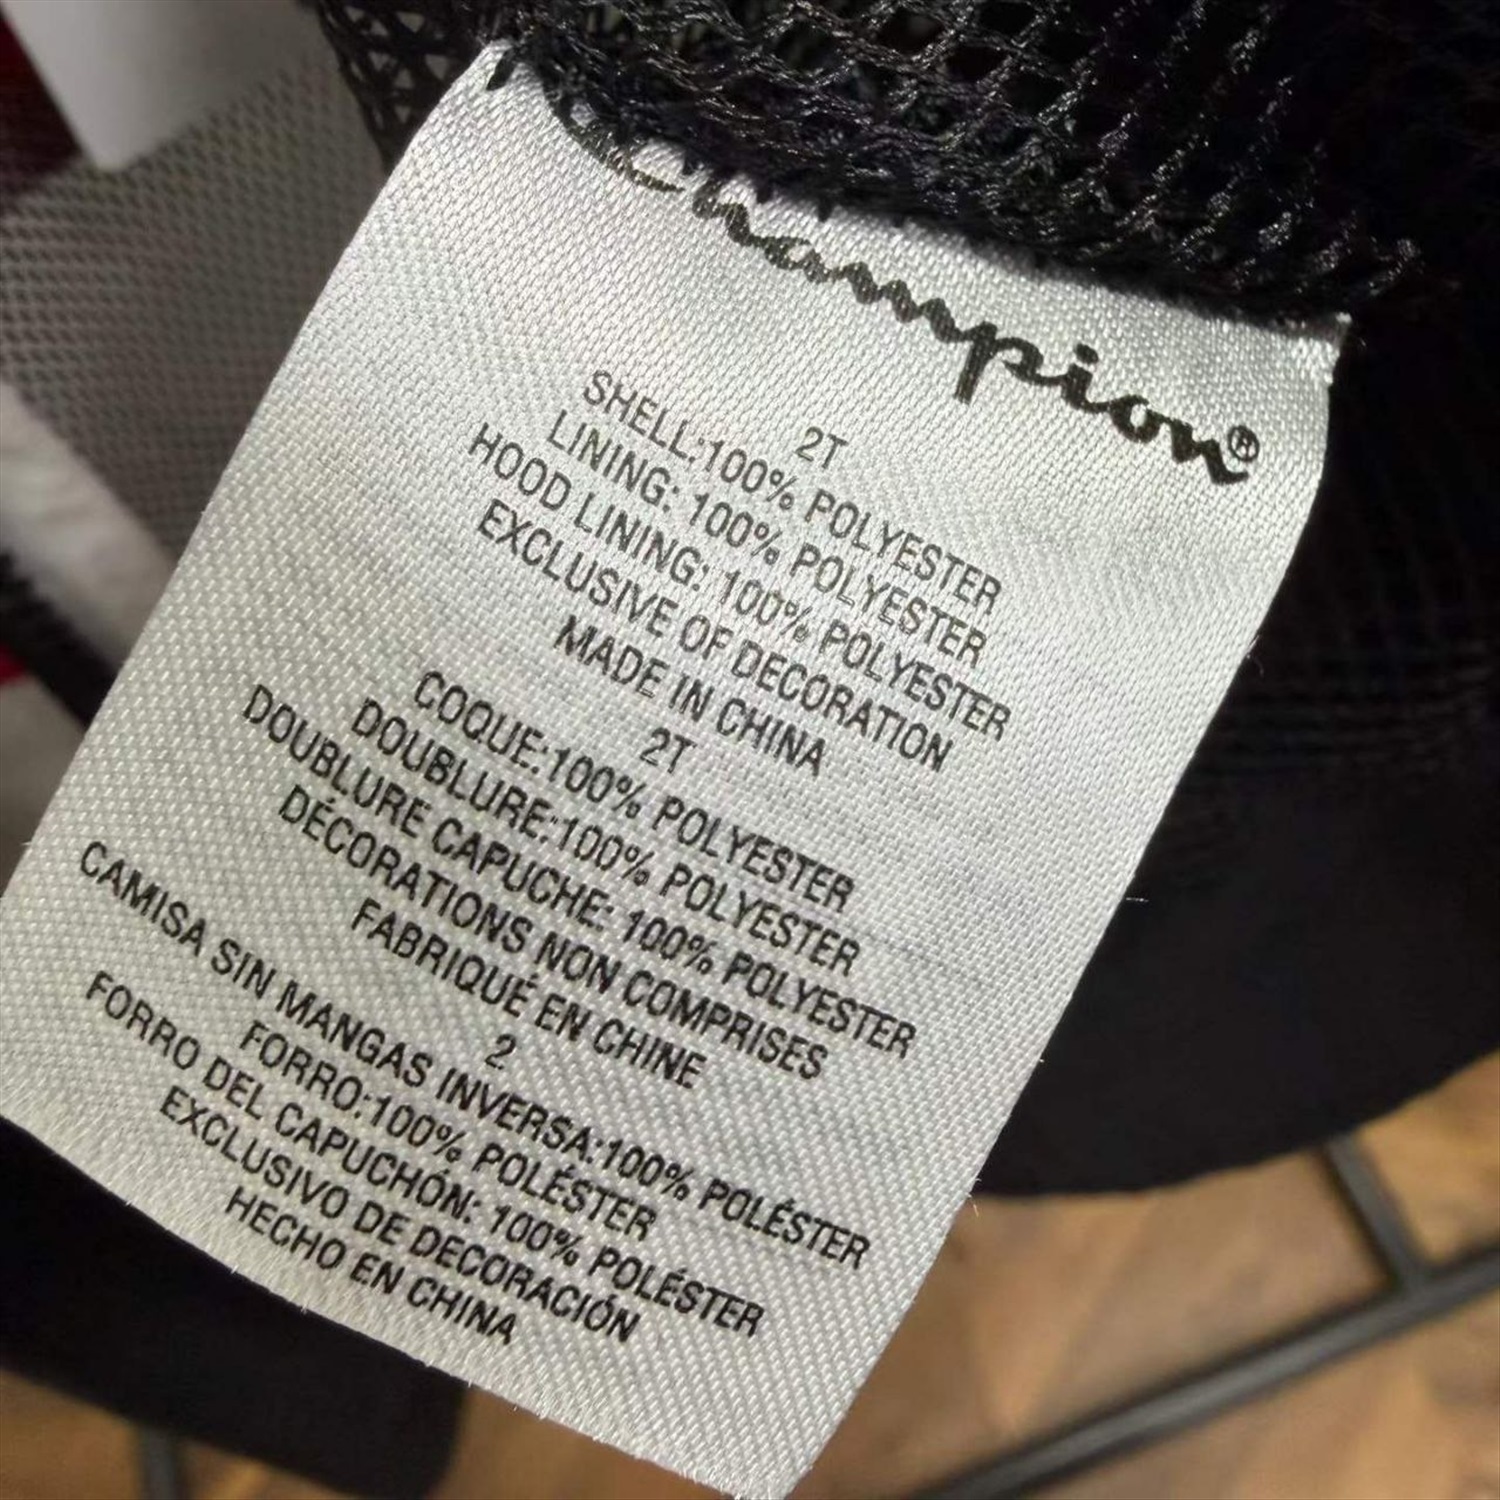 Champion®
2T
SHELL:100% POLYESTER
LINING: 100% POLYESTER
HOOD LINING: 100% POLYESTER
EXCLUSIVE OF DECORATION
MADE IN CHINA
2T
COQUE:100% POLYESTER
DOUBLURE:100% POLYESTER
DOUBLURE CAPUCHE: 100% POLYESTER
DÉCORATIONS NON COMPRISES
FABRIQUÉ EN CHINE
2
CAMISA SIN MANGAS INVERSA:100% POLÉSTER
FORRO:100% POLÉSTER
FORRO DEL CAPUCHÓN: 100% POLÉSTER
EXCLUSIVO DE DECORACIÓN
HECHO EN CHINA